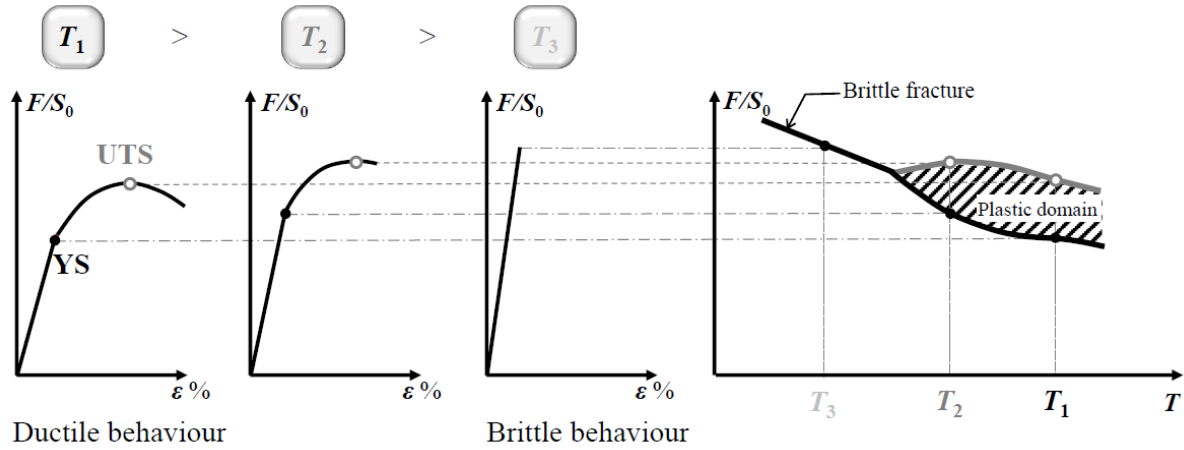 T₁ > T₂ > T₃
F/S₀ F/S₀ F/S₀ F/S₀
Brittle fracture
UTS
Plastic domain
YS
ε % ε % ε % T₃ T₂ T₁ T
Ductile behaviour Brittle behaviour